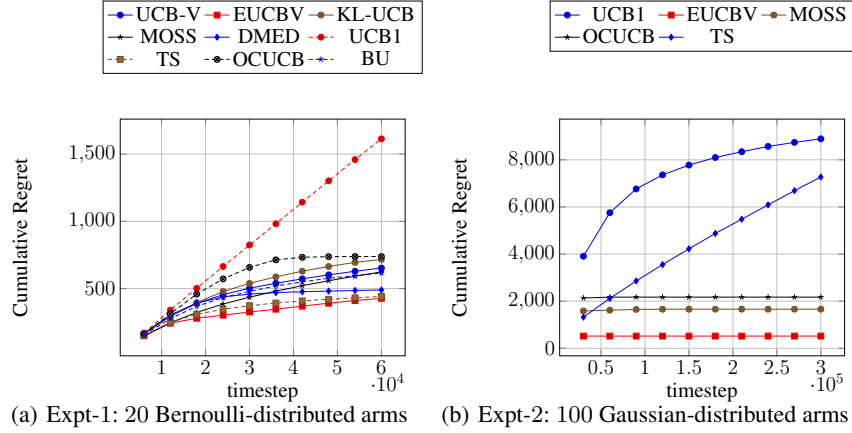 UCB-V EUCBV KL-UCB
MOSS DMED UCB1
TS OCUCB BU
UCB1 EUCBV MOSS
OCUCB TS
Cumulative Regret
1,500
1,000
500
1 2 3 4 5 6
timestep ·10^4
Cumulative Regret
8,000
6,000
4,000
2,000
0
0.5 1 1.5 2 2.5 3
timestep ·10^5
(a) Expt-1: 20 Bernoulli-distributed arms
(b) Expt-2: 100 Gaussian-distributed arms